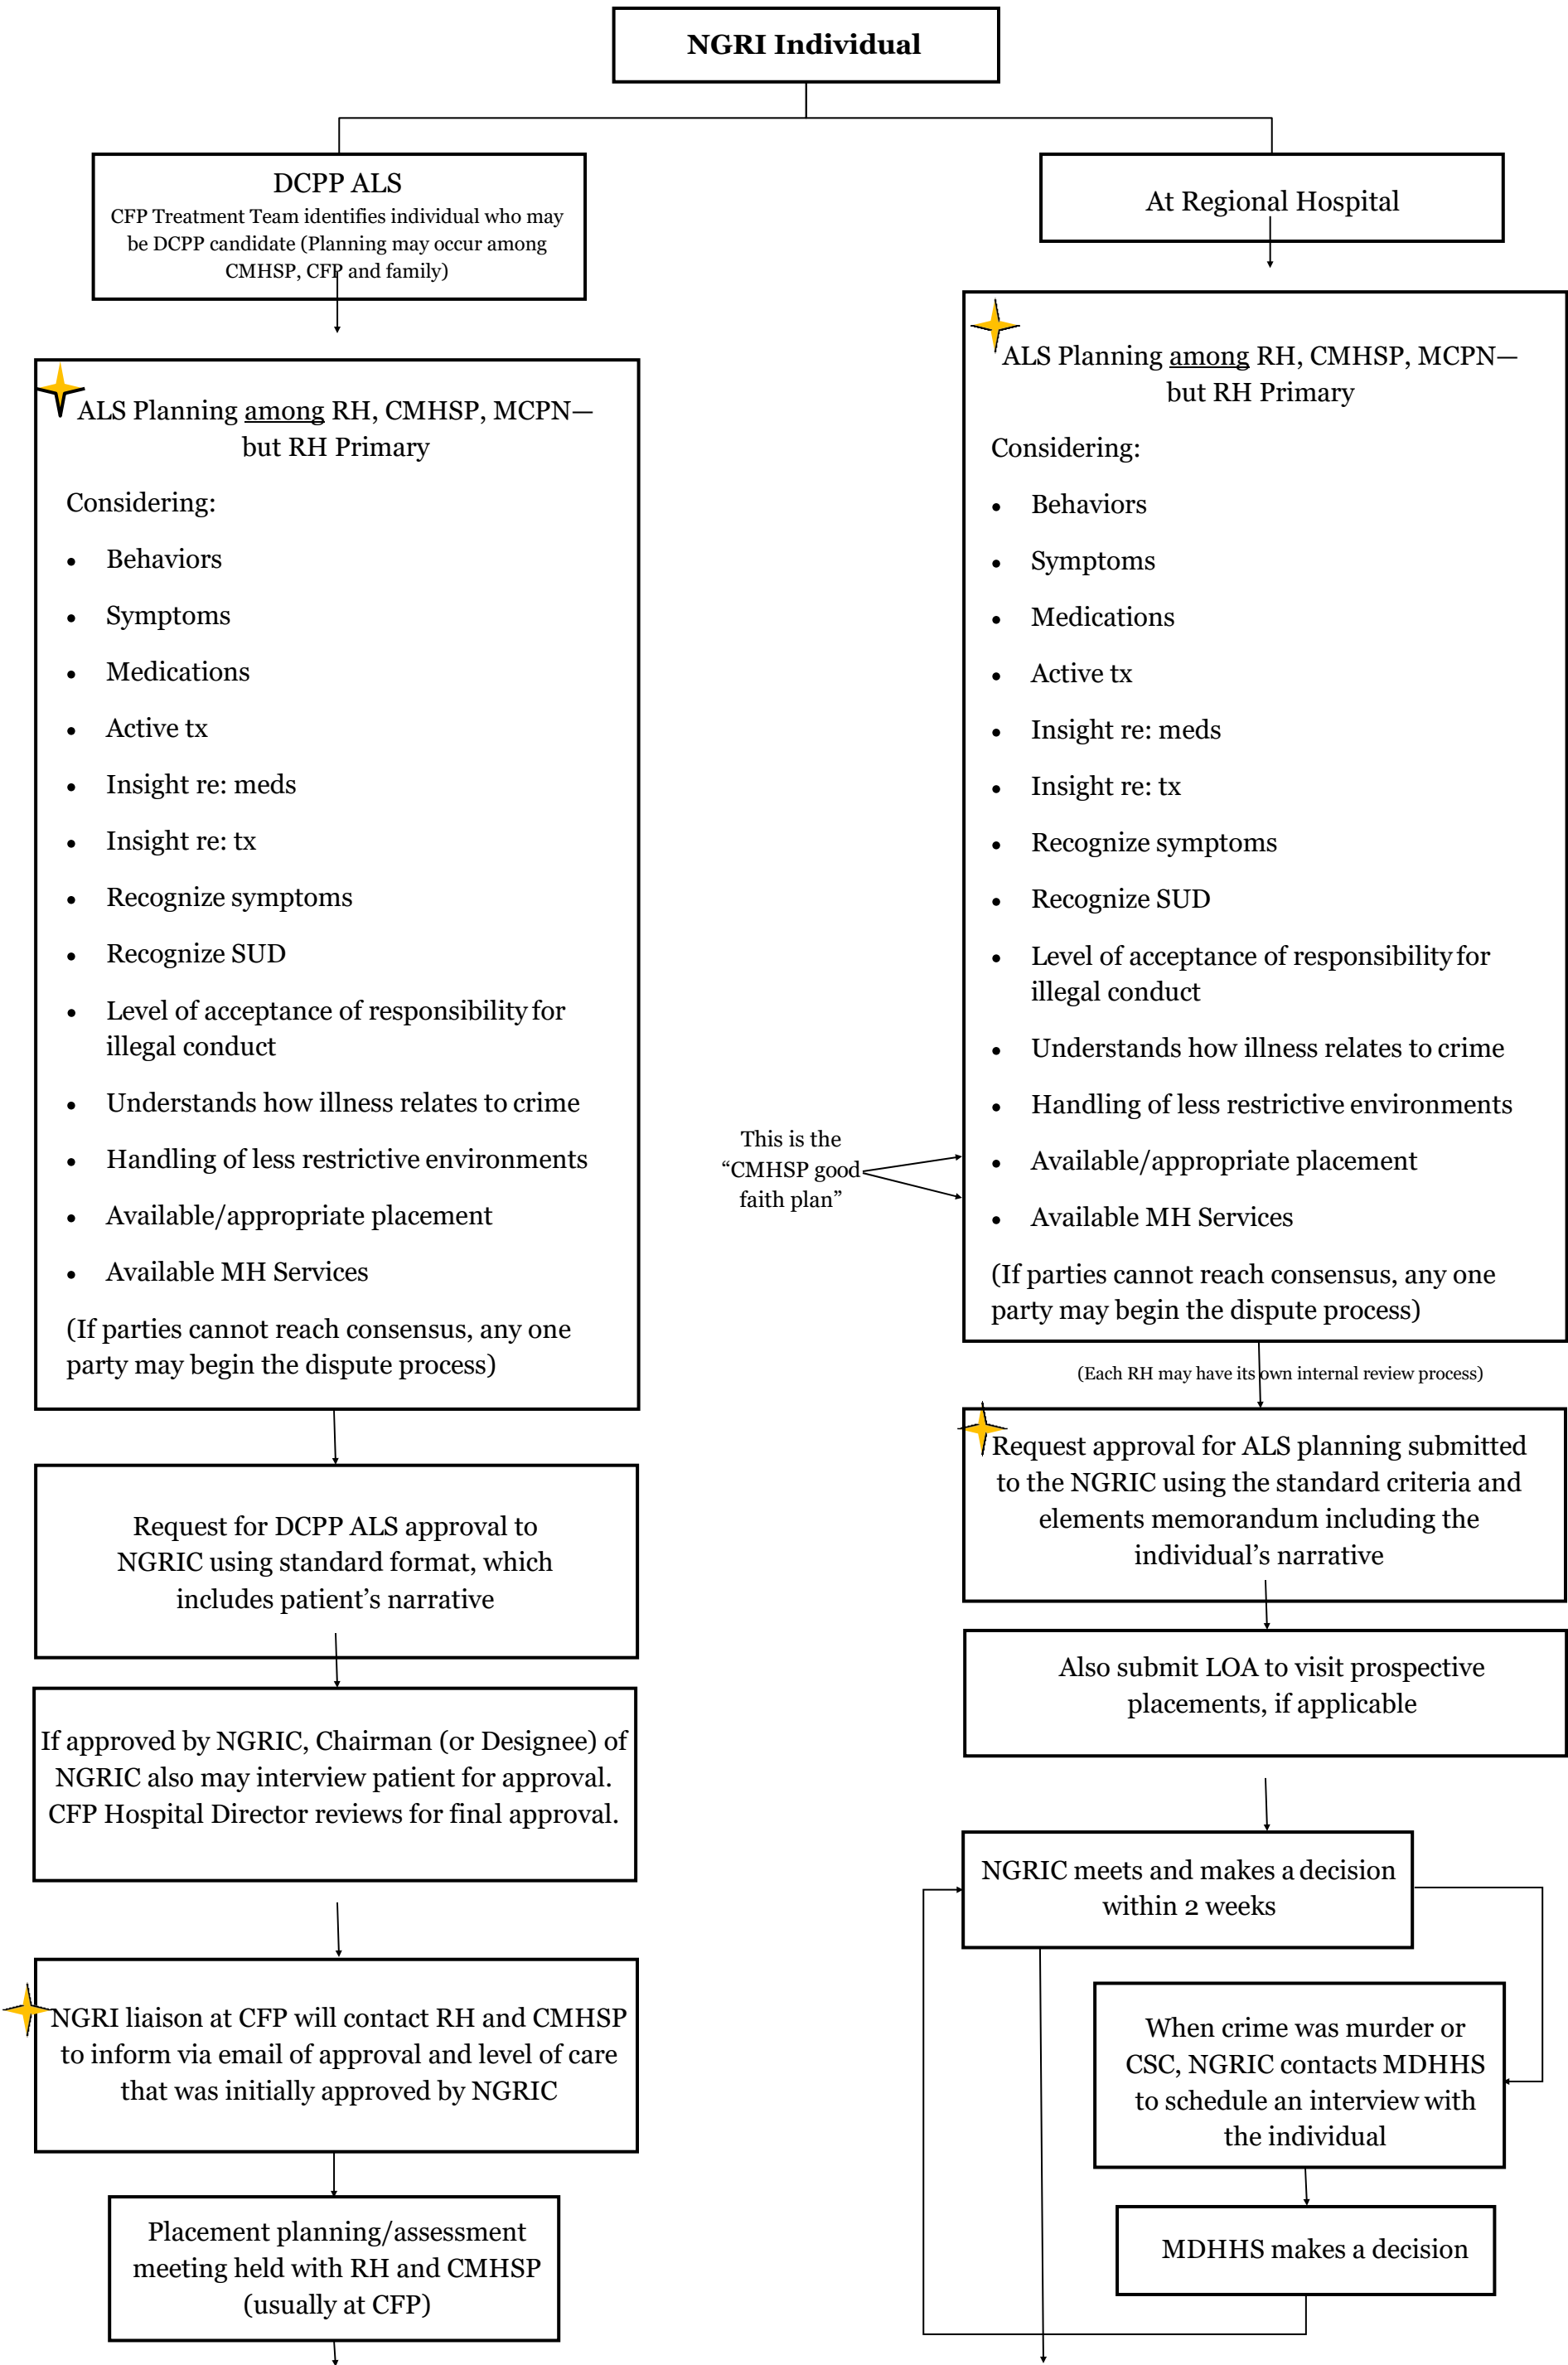 NGRI Individual
DCPP ALS
CFP Treatment Team identifies individual who may
be DCPP candidate (Planning may occur among
CMHSP, CFP and family)
ALS Planning among RH, CMHSP, MCPN—
but RH Primary
Considering:
• Behaviors
• Symptoms
• Medications
• Active tx
• Insight re: meds
• Insight re: tx
• Recognize symptoms
• Recognize SUD
• Level of acceptance of responsibility for
illegal conduct
• Understands how illness relates to crime
• Handling of less restrictive environments
• Available/appropriate placement
• Available MH Services
(If parties cannot reach consensus, any one
party may begin the dispute process)
Request for DCPP ALS approval to
NGRIC using standard format, which
includes patient’s narrative
If approved by NGRIC, Chairman (or Designee) of
NGRIC also may interview patient for approval.
CFP Hospital Director reviews for final approval.
NGRI liaison at CFP will contact RH and CMHSP
to inform via email of approval and level of care
that was initially approved by NGRIC
Placement planning/assessment
meeting held with RH and CMHSP
(usually at CFP)
At Regional Hospital
ALS Planning among RH, CMHSP, MCPN—
but RH Primary
Considering:
• Behaviors
• Symptoms
• Medications
• Active tx
• Insight re: meds
• Insight re: tx
• Recognize symptoms
• Recognize SUD
• Level of acceptance of responsibility for
illegal conduct
• Understands how illness relates to crime
• Handling of less restrictive environments
• Available/appropriate placement
• Available MH Services
(If parties cannot reach consensus, any one
party may begin the dispute process)
This is the
“CMHSP good
faith plan”
(Each RH may have its own internal review process)
Request approval for ALS planning submitted
to the NGRIC using the standard criteria and
elements memorandum including the
individual’s narrative
Also submit LOA to visit prospective
placements, if applicable
NGRIC meets and makes a decision
within 2 weeks
When crime was murder or
CSC, NGRIC contacts MDHHS
to schedule an interview with
the individual
MDHHS makes a decision